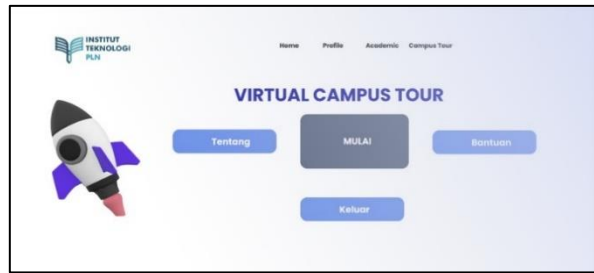 INSTITUT
TEKNOLOGI
PLN
Home Profile Academic Campus Tour
VIRTUAL CAMPUS TOUR
Tentang MULAI Bantuan
Keluar